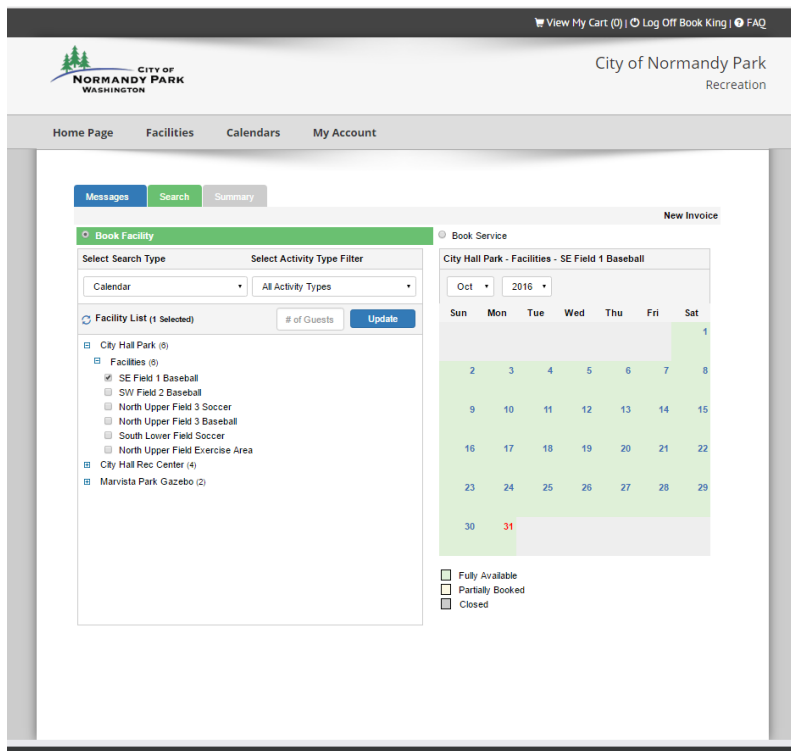 View My Cart (0) | Log Off Book King | FAQ
CITY OF
NORMANDY PARK
WASHINGTON
City of Normandy Park
Recreation
Home Page Facilities Calendars My Account
Messages Search Summary
New Invoice
Book Facility
Book Service
Select Search Type Select Activity Type Filter
City Hall Park - Facilities - SE Field 1 Baseball
Calendar All Activity Types
Oct 2016
Facility List (1 Selected) # of Guests Update
Sun Mon Tue Wed Thu Fri Sat
1
2 3 4 5 6 7 8
9 10 11 12 13 14 15
16 17 18 19 20 21 22
23 24 25 26 27 28 29
30 31
City Hall Park (6)
Facilities (6)
SE Field 1 Baseball
SW Field 2 Baseball
North Upper Field 3 Soccer
North Upper Field 3 Baseball
South Lower Field Soccer
North Upper Field Exercise Area
City Hall Rec Center (4)
Marvista Park Gazebo (2)
Fully Available
Partially Booked
Closed